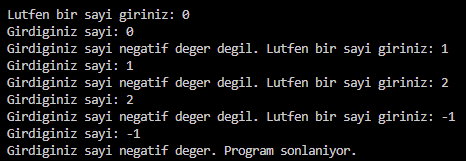 Lutfen bir sayi giriniz: 0
Girdiginiz sayi: 0
Girdiginiz sayi negatif deger degil. Lutfen bir sayi giriniz: 1
Girdiginiz sayi: 1
Girdiginiz sayi negatif deger degil. Lutfen bir sayi giriniz: 2
Girdiginiz sayi: 2
Girdiginiz sayi negatif deger degil. Lutfen bir sayi giriniz: -1
Girdiginiz sayi: -1
Girdiginiz sayi negatif deger. Program sonlaniyor.